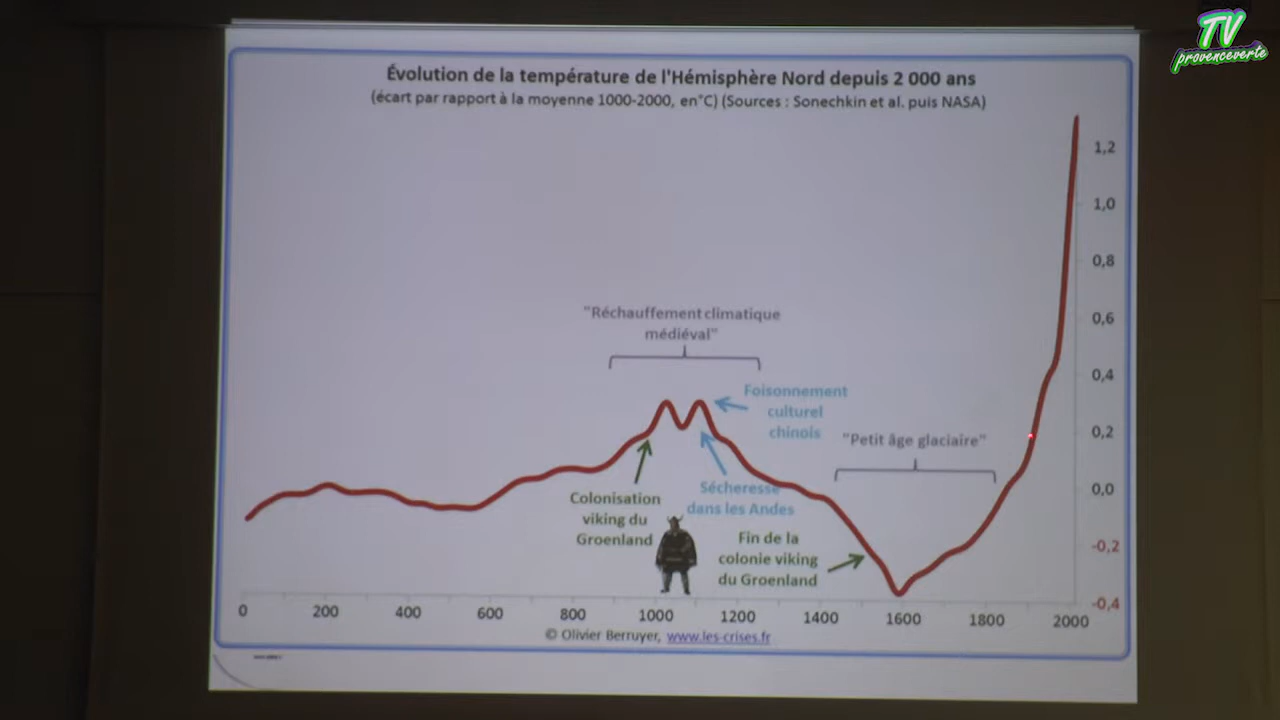 TV
provenceverte
Évolution de la température de l'Hémisphère Nord depuis 2 000 ans
(écart par rapport à la moyenne 1000-2000, en°C) (Sources : Sonechkin et al. puis NASA)
1,2
1,0
0,8
0,6
0,4
0,2
0,0
-0,2
-0,4
"Réchauffement climatique
médiéval"
Foisonnement
culturel
chinois
"Petit âge glaciaire"
Sécheresse
dans les Andes
Colonisation
viking du
Groenland
Fin de la
colonie viking
du Groenland
0 200 400 600 800 1000 1200 1400 1600 1800 2000
© Olivier Berruyer, www.les-crises.fr